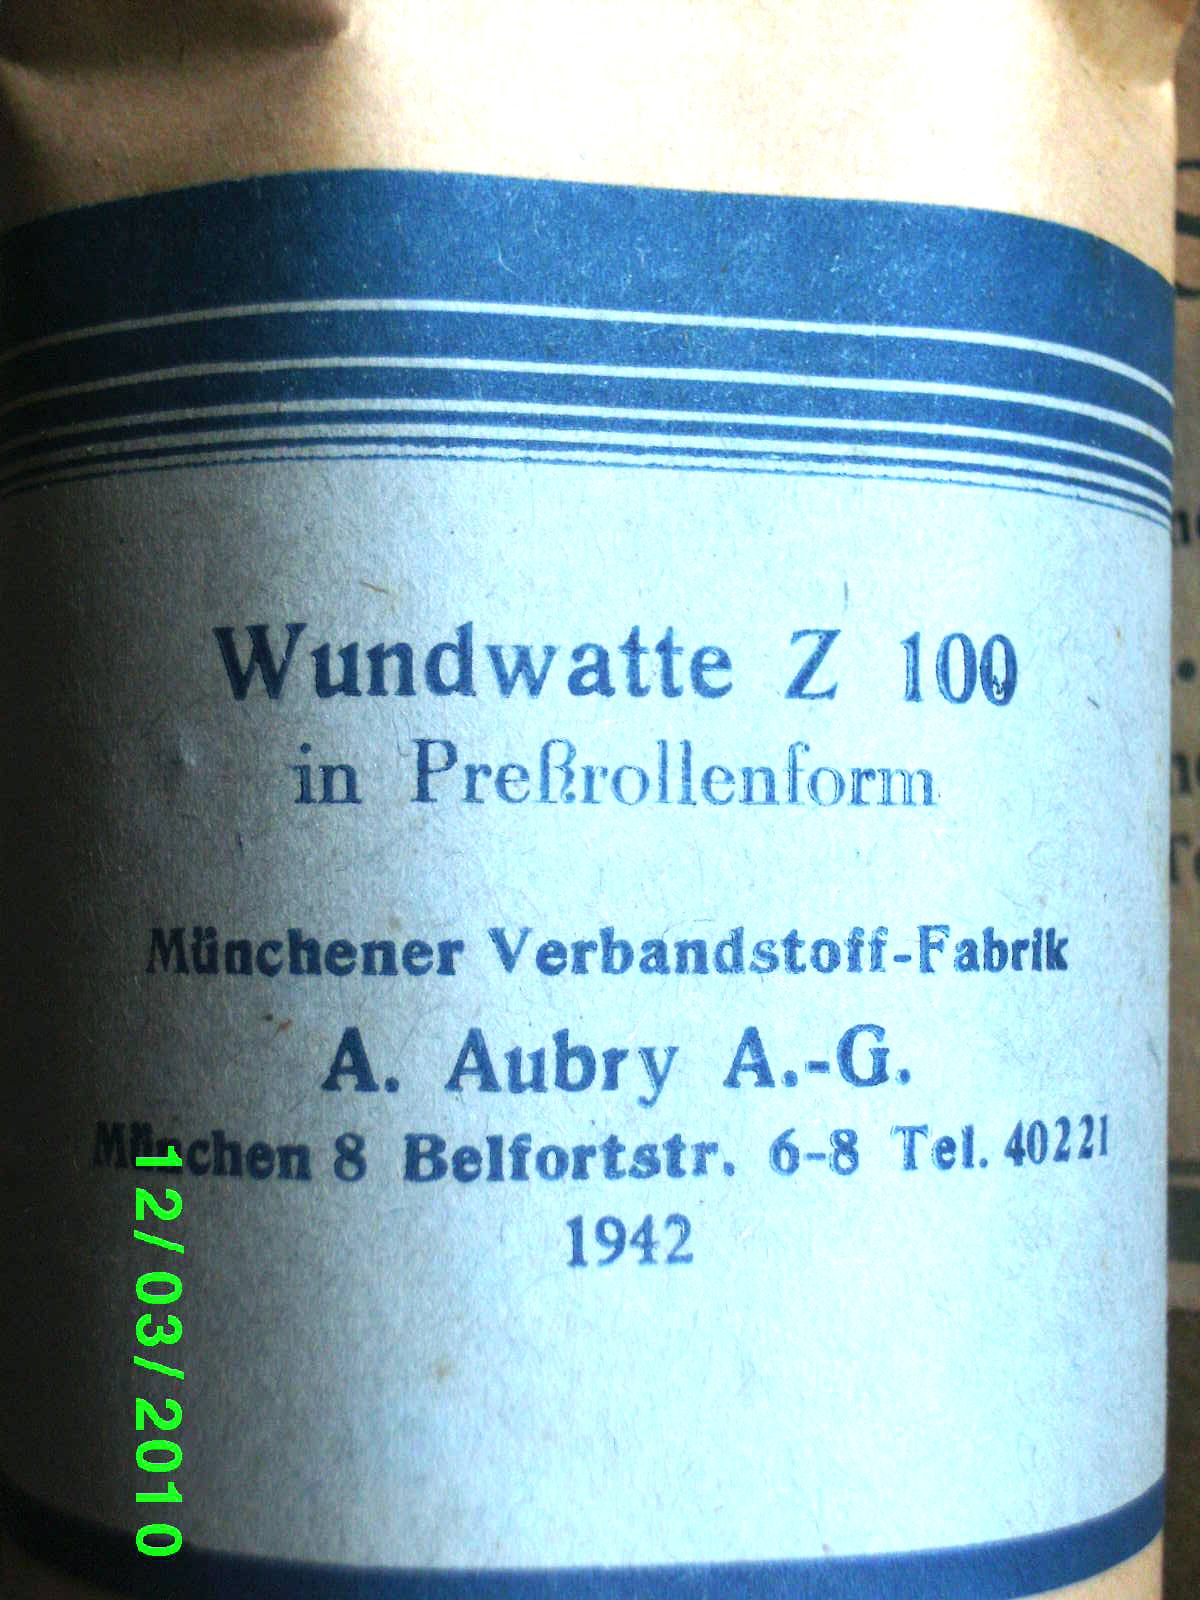 Wundwatte Z 100
in Preßrollenform
Münchener Verbandstoff-Fabrik
A. Aubry A.-G.
München 8 Belfortstr. 6-8 Tel. 40221
1942
12/03/2010